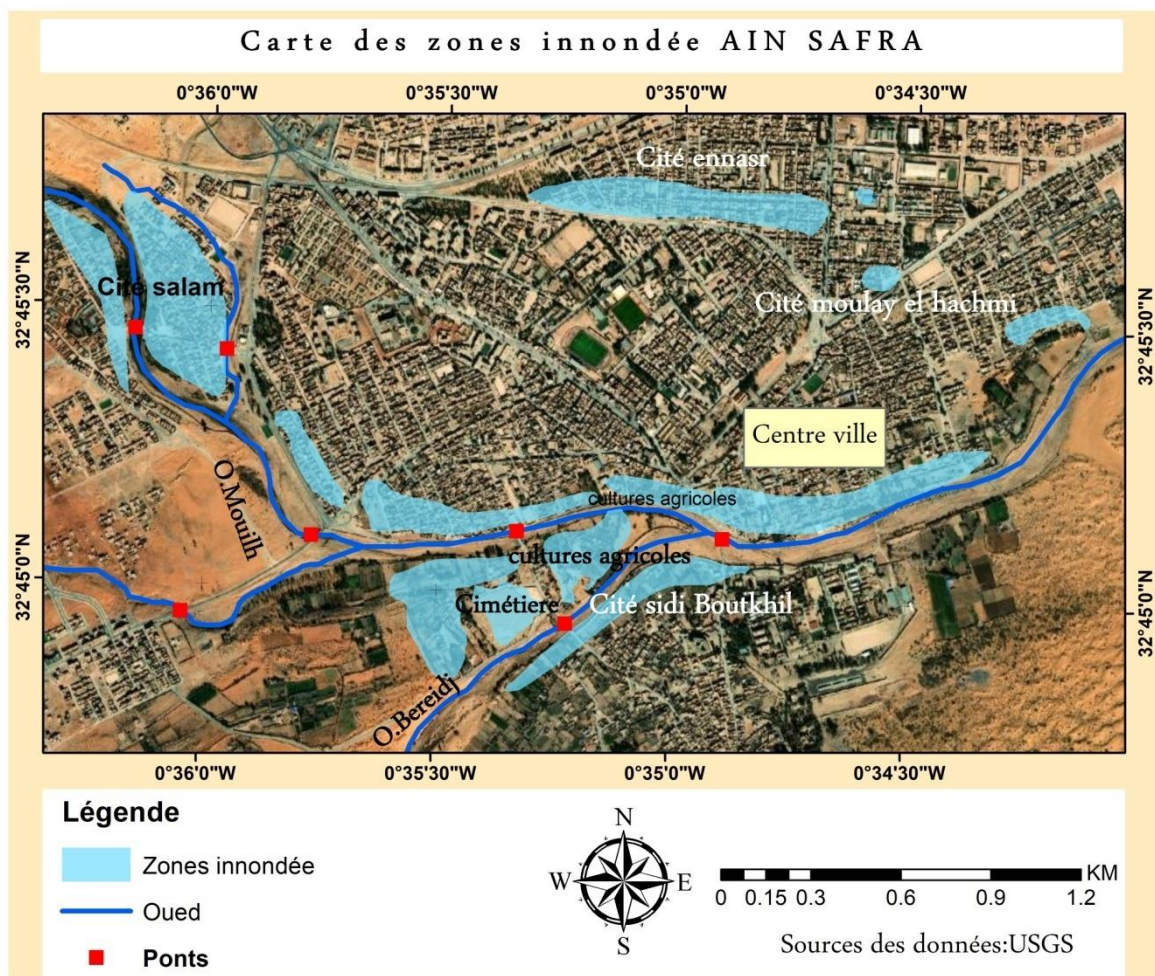 Carte des zones innondée AIN SAFRA
0°36'0"W 0°35'30"W 0°35'0"W 0°34'30"W
Cité ennasr
32°45'30"N
Cité salam
Cité moulay el hachmi
32°45'30"N
Centre ville
O.Mouilh
cultures agricoles
cultures agricoles
32°45'0"N
Cimétiere
Cité sidi Boutkhil
32°45'0"N
O.Bereidj
0°36'0"W 0°35'30"W 0°35'0"W 0°34'30"W
Légende
Zones innondée
Oued
Ponts
N
W E
S
KM
0 0.15 0.3 0.6 0.9 1.2
Sources des données:USGS